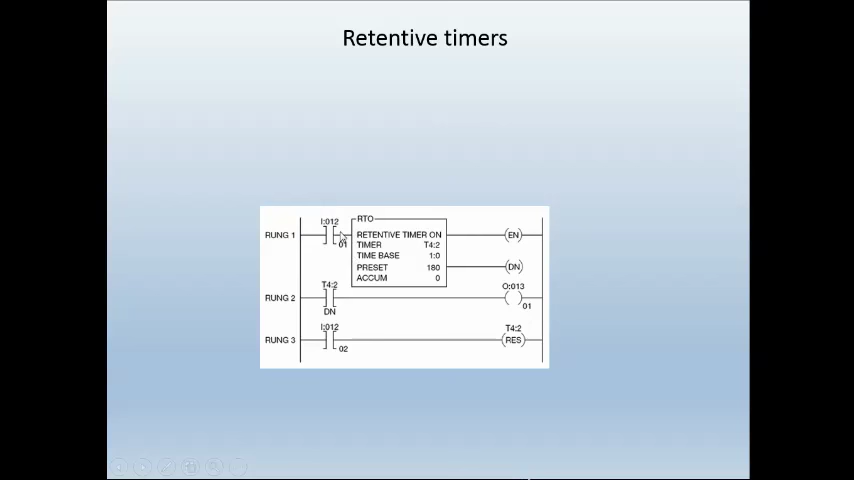 Retentive timers
I:012
RTO
RUNG 1
RETENTIVE TIMER ON
EN
01
TIMER T4:2
TIME BASE 1:0
PRESET 180
DN
ACCUM 0
T4:2
O:013
RUNG 2
01
DN
I:012
T4:2
RUNG 3
RES
02